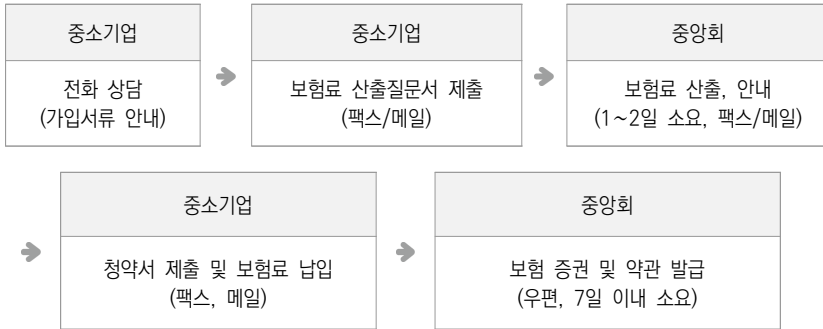 중소기업
전화 상담
(가입서류 안내)
중소기업
보험료 산출질문서 제출
(팩스/메일)
중앙회
보험료 산출, 안내
(1~2일 소요, 팩스/메일)
중소기업
청약서 제출 및 보험료 납입
(팩스, 메일)
중앙회
보험 증권 및 약관 발급
(우편, 7일 이내 소요)